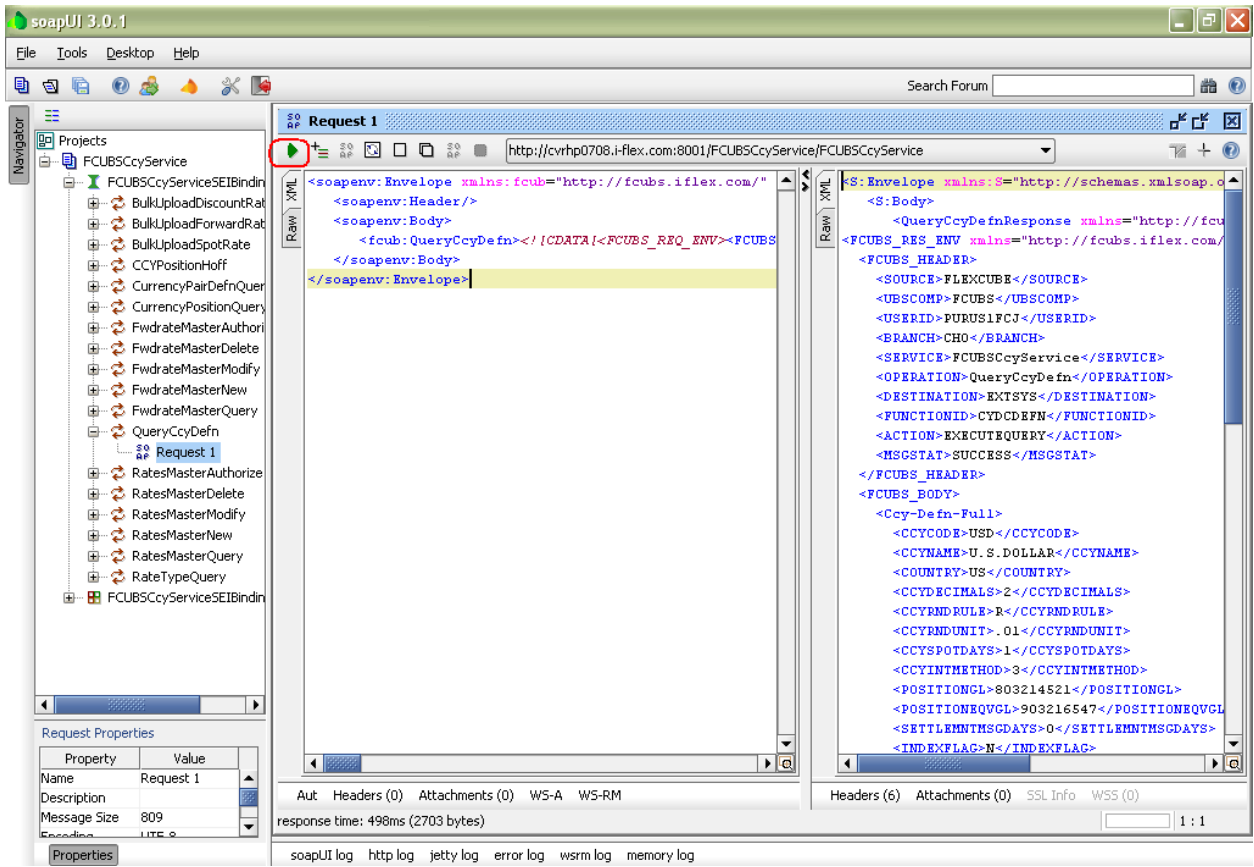 soapUI 3.0.1
File Tools Desktop Help
Search Forum
Navigator
Projects
FCUBSCcyService
FCUBSCcyServiceSEIBindin
BulkUploadDiscountRat
BulkUploadForwardRat
BulkUploadSpotRate
CCYPositionHoff
CurrencyPairDefnQuer
CurrencyPositionQuery
FwdrateMasterAuthori
FwdrateMasterDelete
FwdrateMasterModify
FwdrateMasterNew
FwdrateMasterQuery
QueryCcyDefn
SOAP Request 1
RatesMasterAuthorize
RatesMasterDelete
RatesMasterModify
RatesMasterNew
RatesMasterQuery
RateTypeQuery
FCUBSCcyServiceSEIBindin
Request Properties
Property Value
Name Request 1
Description
Message Size 809
Encoding UTF-8
Properties
SOAP Request 1
http://cvrhp0708.i-flex.com:8001/FCUBSCcyService/FCUBSCcyService
XML
Raw
<soapenv:Envelope xmlns:fcub="http://fcubs.iflex.com/"
<soapenv:Header/>
<soapenv:Body>
<fcub:QueryCcyDefn><![CDATA[<FCUBS_REQ_ENV><FCUBS
</soapenv:Body>
</soapenv:Envelope>
Aut Headers (0) Attachments (0) WS-A WS-RM
XML
Raw
<S:Envelope xmlns:S="http://schemas.xmlsoap.o
<S:Body>
<QueryCcyDefnResponse xmlns="http://fcu
<FCUBS_RES_ENV xmlns="http://fcubs.iflex.com/
<FCUBS_HEADER>
<SOURCE>FLEXCUBE</SOURCE>
<UBSCOMP>FCUBS</UBSCOMP>
<USERID>PURUS1FCJ</USERID>
<BRANCH>CHO</BRANCH>
<SERVICE>FCUBSCcyService</SERVICE>
<OPERATION>QueryCcyDefn</OPERATION>
<DESTINATION>EXTSYS</DESTINATION>
<FUNCTIONID>CYDCDEFN</FUNCTIONID>
<ACTION>EXECUTEQUERY</ACTION>
<MSGSTAT>SUCCESS</MSGSTAT>
</FCUBS_HEADER>
<FCUBS_BODY>
<Ccy-Defn-Full>
<CCYCODE>USD</CCYCODE>
<CCYNAME>U.S.DOLLAR</CCYNAME>
<COUNTRY>US</COUNTRY>
<CCYDECIMALS>2</CCYDECIMALS>
<CCYRNDRULE>R</CCYRNDRULE>
<CCYRNDUNIT>.01</CCYRNDUNIT>
<CCYSPOTDAYS>1</CCYSPOTDAYS>
<CCYINTMETHOD>3</CCYINTMETHOD>
<POSITIONGL>803214521</POSITIONGL>
<POSITIONEQVGL>903216547</POSITIONEQVGL
<SETTLEMNTMSGDAYS>0</SETTLEMNTMSGDAYS>
<INDEXFLAG>N</INDEXFLAG>
Headers (6) Attachments (0) SSL Info WSS (0)
response time: 498ms (2703 bytes)
1 : 1
soapUI log http log jetty log error log wsrm log memory log